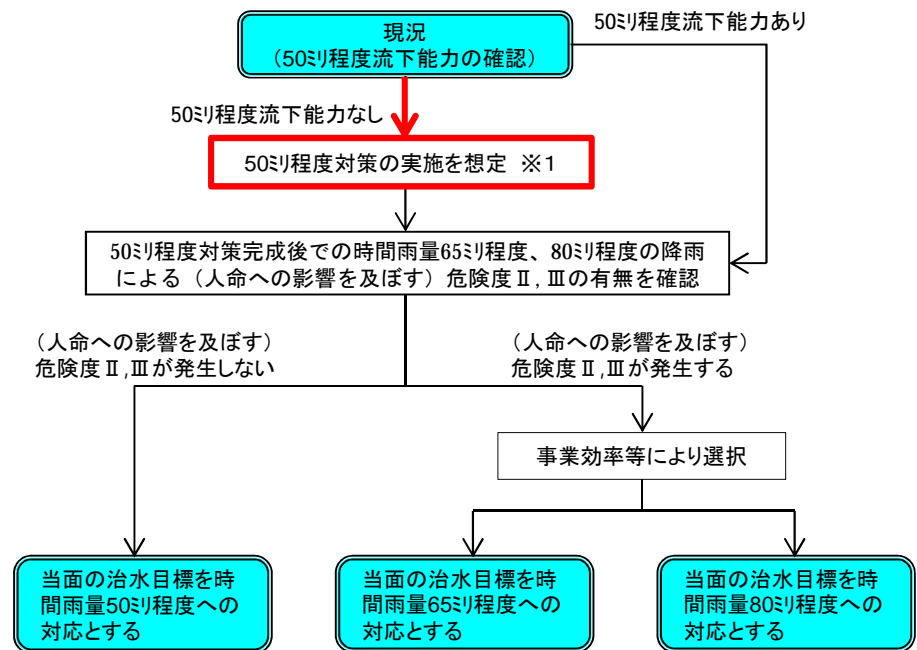 現況
(50ミリ程度流下能力の確認)
50ミリ程度流下能力あり
50ミリ程度流下能力なし
50ミリ程度対策の実施を想定 ※1
50ミリ程度対策完成後での時間雨量65ミリ程度、80ミリ程度の降雨
による（人命への影響を及ぼす）危険度Ⅱ,Ⅲの有無を確認
（人命への影響を及ぼす）
危険度Ⅱ,Ⅲが発生しない
（人命への影響を及ぼす）
危険度Ⅱ,Ⅲが発生する
事業効率等により選択
当面の治水目標を時
間雨量50ミリ程度への
対応とする
当面の治水目標を時
間雨量65ミリ程度への
対応とする
当面の治水目標を時
間雨量80ミリ程度への
対応とする